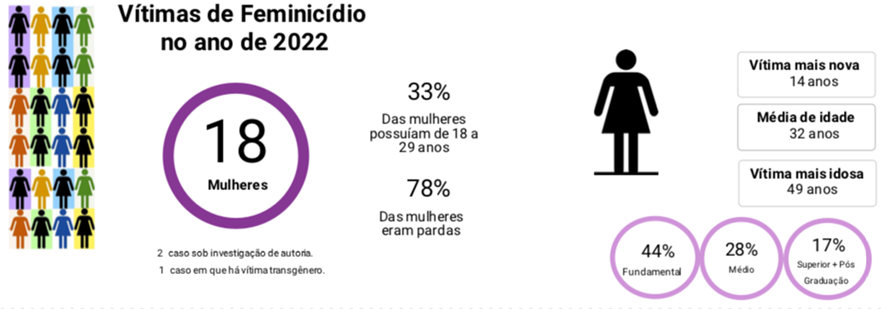 Vítimas de Feminicídio
no ano de 2022
18
Mulheres
2 caso sob investigação de autoria.
1 caso em que há vítima transgênero.
33%
Das mulheres
possuíam de 18 a
29 anos
78%
Das mulheres
eram pardas
Vítima mais nova
14 anos
Média de idade
32 anos
Vítima mais idosa
49 anos
44%
Fundamental
28%
Médio
17%
Superior + Pós
Graduação